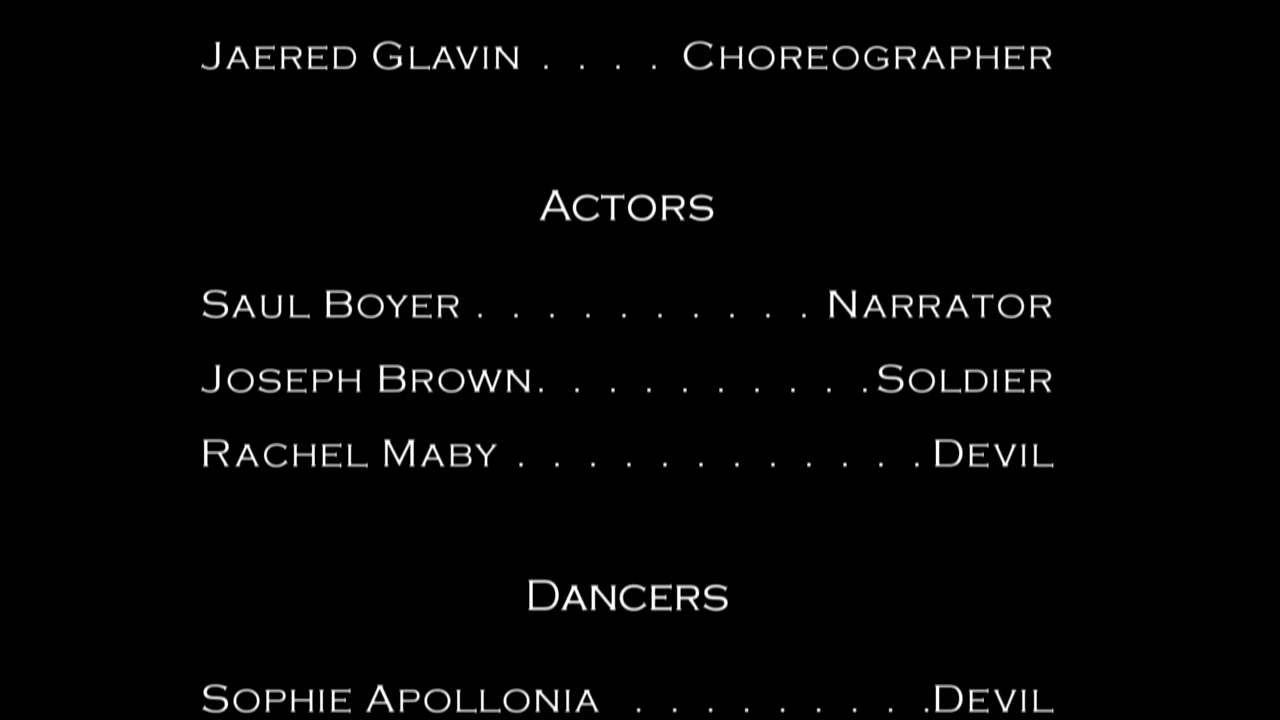 Jaered Glavin . . . . Choreographer
Actors
Saul Boyer . . . . . . . . . . Narrator
Joseph Brown. . . . . . . . . . Soldier
Rachel Maby . . . . . . . . . . . . Devil
Dancers
Sophie Apollonia . . . . . . . . .Devil